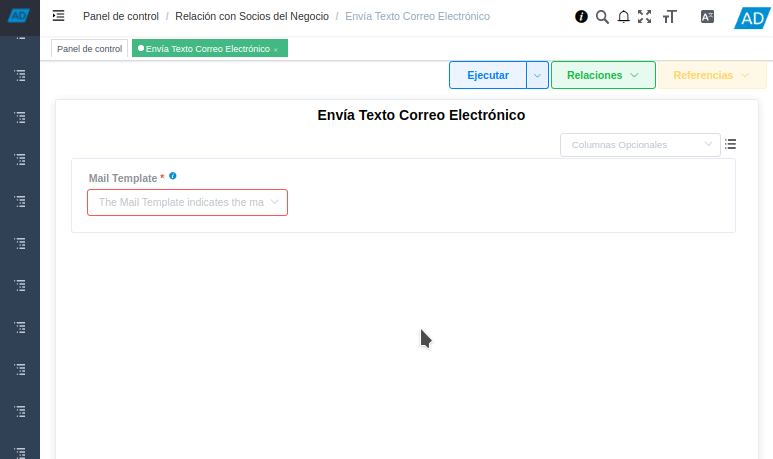 AD
Panel de control / Relación con Socios del Negocio / Envía Texto Correo Electrónico
AD
Panel de control
Envía Texto Correo Electrónico ×
Ejecutar
Relaciones
Referencias
Envía Texto Correo Electrónico
Columnas Opcionales
Mail Template *
The Mail Template indicates the ma